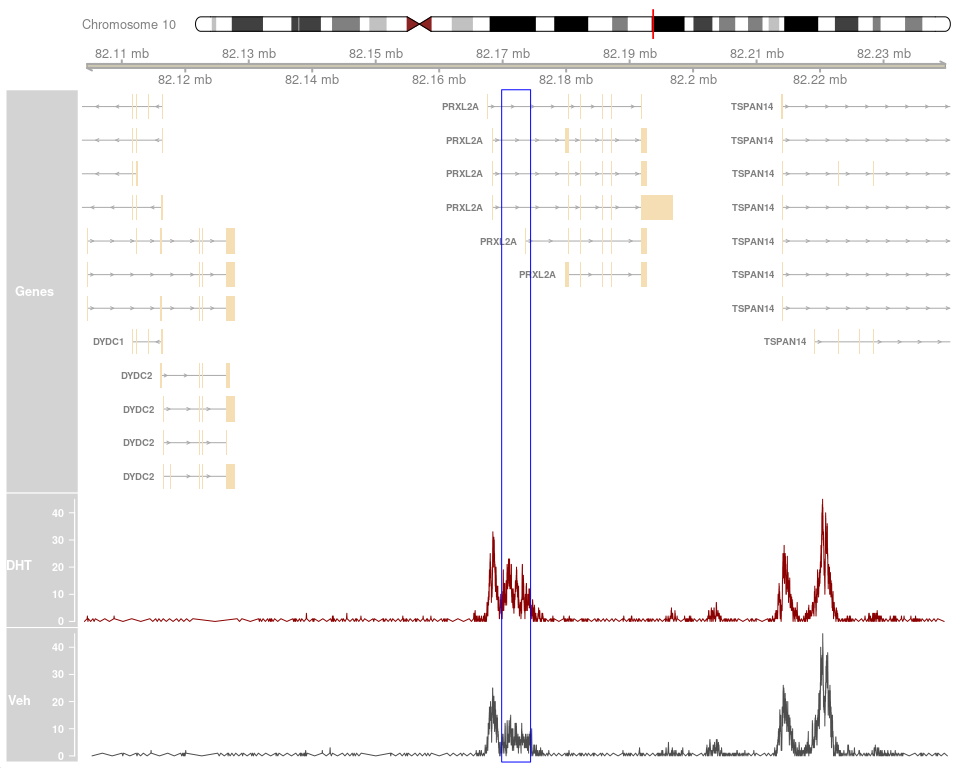 Chromosome 10
82.11 mb 82.13 mb 82.15 mb 82.17 mb 82.19 mb 82.21 mb 82.23 mb
82.12 mb 82.14 mb 82.16 mb 82.18 mb 82.2 mb 82.22 mb
PRXL2A TSPAN14
PRXL2A TSPAN14
PRXL2A TSPAN14
PRXL2A TSPAN14
PRXL2A TSPAN14
PRXL2A TSPAN14
Genes
TSPAN14
DYDC1 TSPAN14
DYDC2
DYDC2
DYDC2
DYDC2
DHT
40
30
20
10
0
Veh
40
30
20
10
0